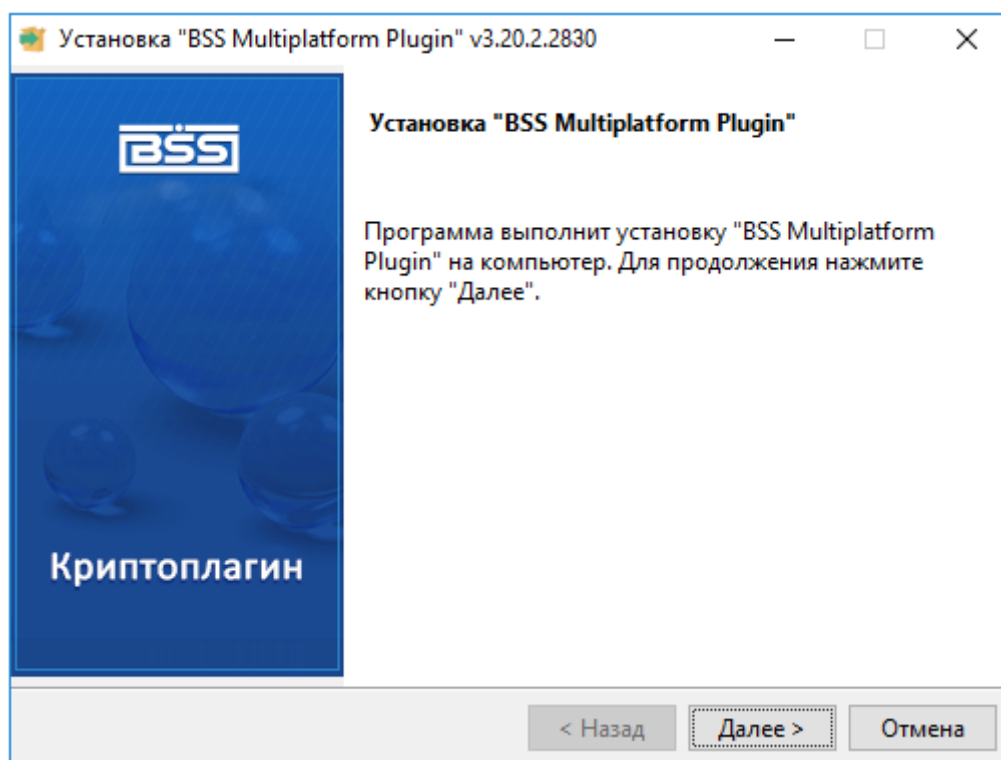 Установка "BSS Multiplatform Plugin" v3.20.2.2830
BSS
Криптоплагин
Установка "BSS Multiplatform Plugin"
Программа выполнит установку "BSS Multiplatform
Plugin" на компьютер. Для продолжения нажмите
кнопку "Далее".
< Назад
Далее >
Отмена